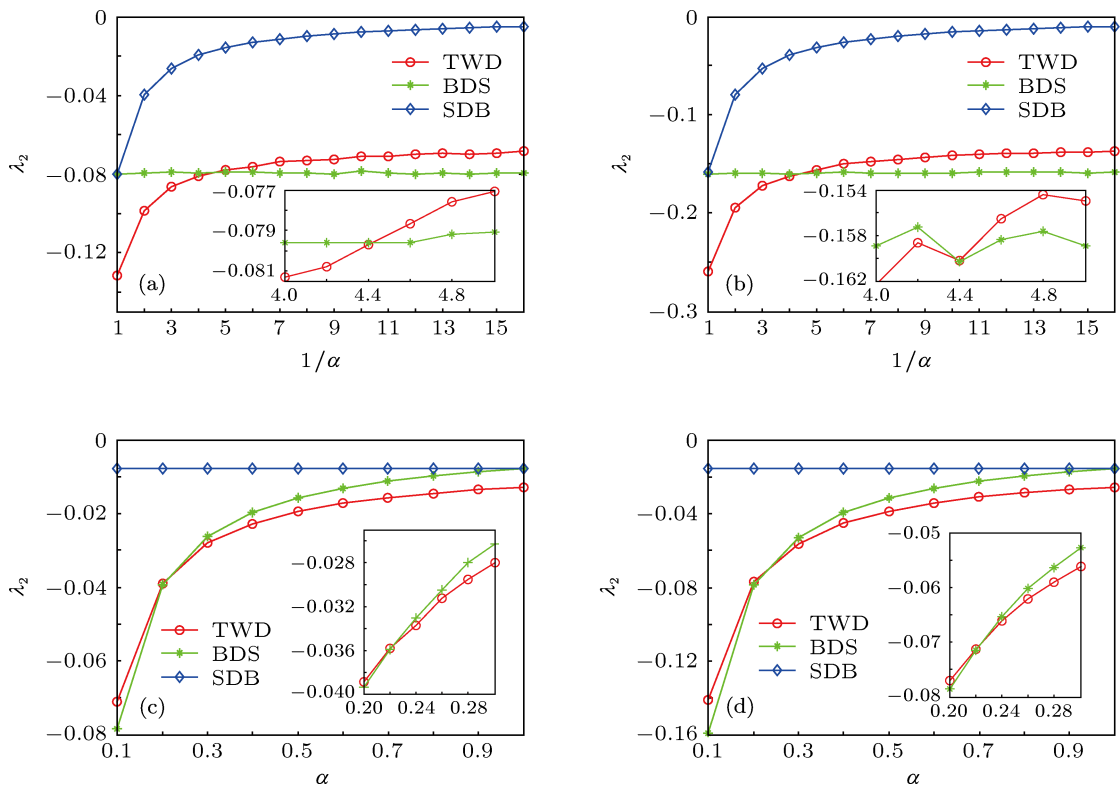 0
−0.04
−0.08
−0.12
λ2
TWD
BDS
SDB
−0.077
−0.079
−0.081
4.0 4.4 4.8
(a)
1 3 5 7 9 11 13 15
1/α
0
−0.1
−0.2
−0.3
λ2
TWD
BDS
SDB
−0.154
−0.158
−0.162
4.0 4.4 4.8
(b)
1 3 5 7 9 11 13 15
1/α
0
−0.02
−0.04
−0.06
−0.08
λ2
TWD
BDS
SDB
−0.028
−0.032
−0.036
−0.040
0.20 0.24 0.28
(c)
0.1 0.3 0.5 0.7 0.9
α
0
−0.04
−0.08
−0.12
−0.16
λ2
TWD
BDS
SDB
−0.05
−0.06
−0.07
−0.08
0.20 0.24 0.28
(d)
0.1 0.3 0.5 0.7 0.9
α